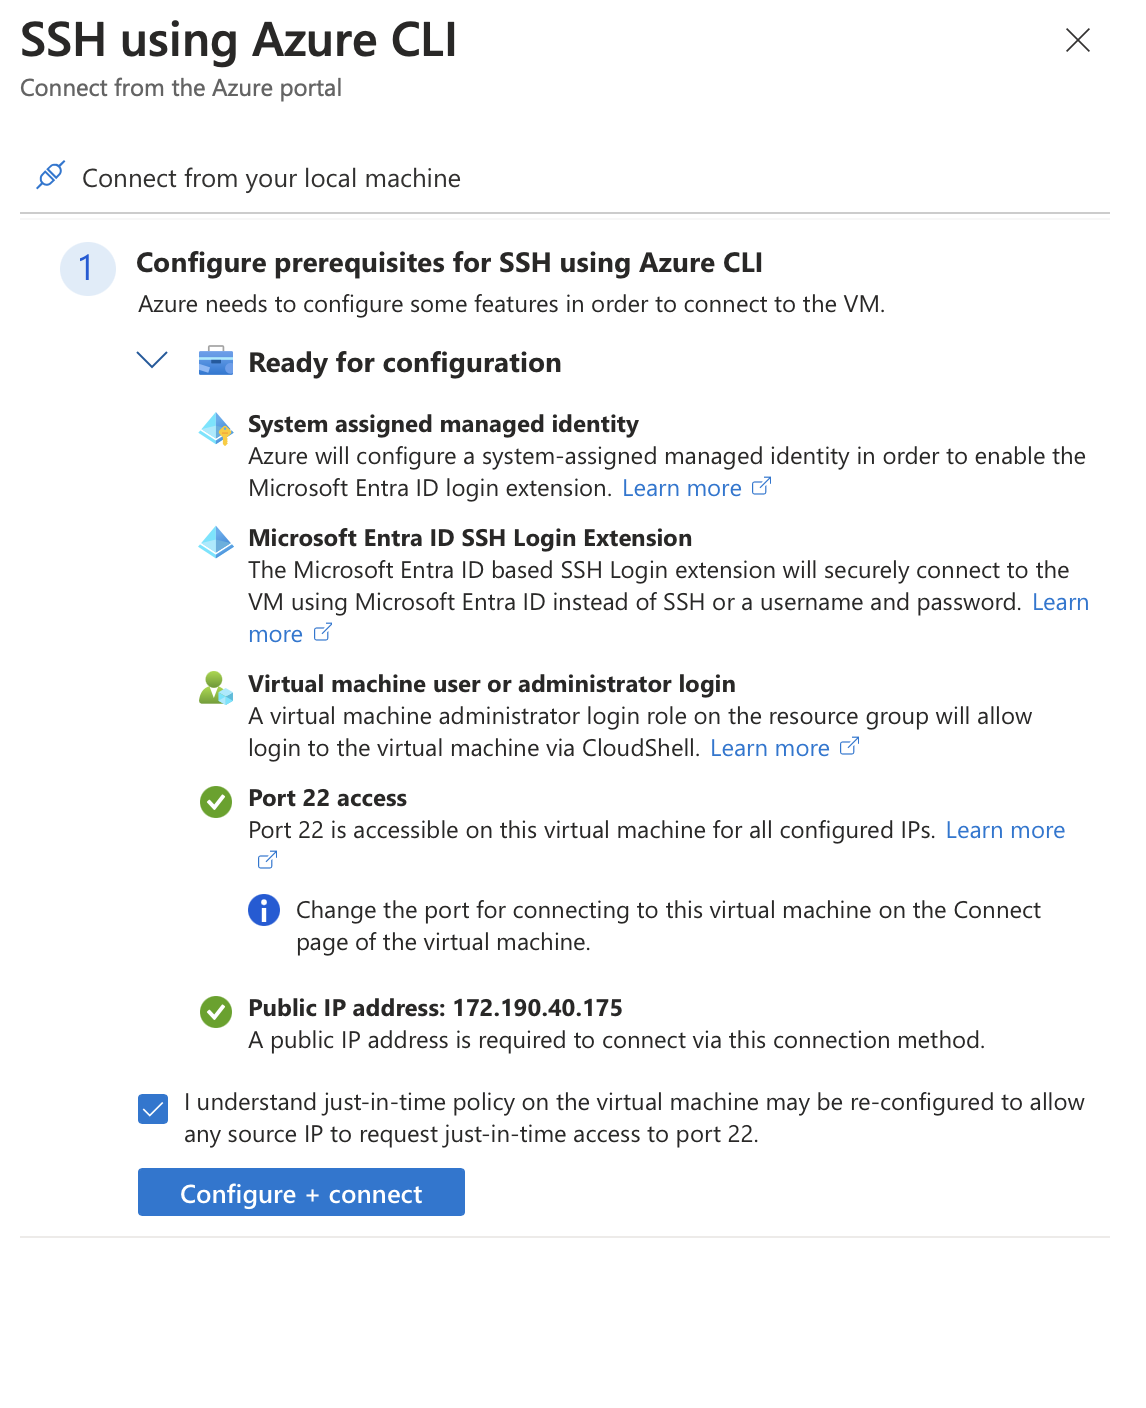 SSH using Azure CLI
Connect from the Azure portal
Connect from your local machine
1
Configure prerequisites for SSH using Azure CLI
Azure needs to configure some features in order to connect to the VM.
Ready for configuration
System assigned managed identity
Azure will configure a system-assigned managed identity in order to enable the
Microsoft Entra ID login extension. Learn more
Microsoft Entra ID SSH Login Extension
The Microsoft Entra ID based SSH Login extension will securely connect to the
VM using Microsoft Entra ID instead of SSH or a username and password. Learn
more
Virtual machine user or administrator login
A virtual machine administrator login role on the resource group will allow
login to the virtual machine via CloudShell. Learn more
Port 22 access
Port 22 is accessible on this virtual machine for all configured IPs. Learn more
Change the port for connecting to this virtual machine on the Connect
page of the virtual machine.
Public IP address: 172.190.40.175
A public IP address is required to connect via this connection method.
I understand just-in-time policy on the virtual machine may be re-configured to allow
any source IP to request just-in-time access to port 22.
Configure + connect